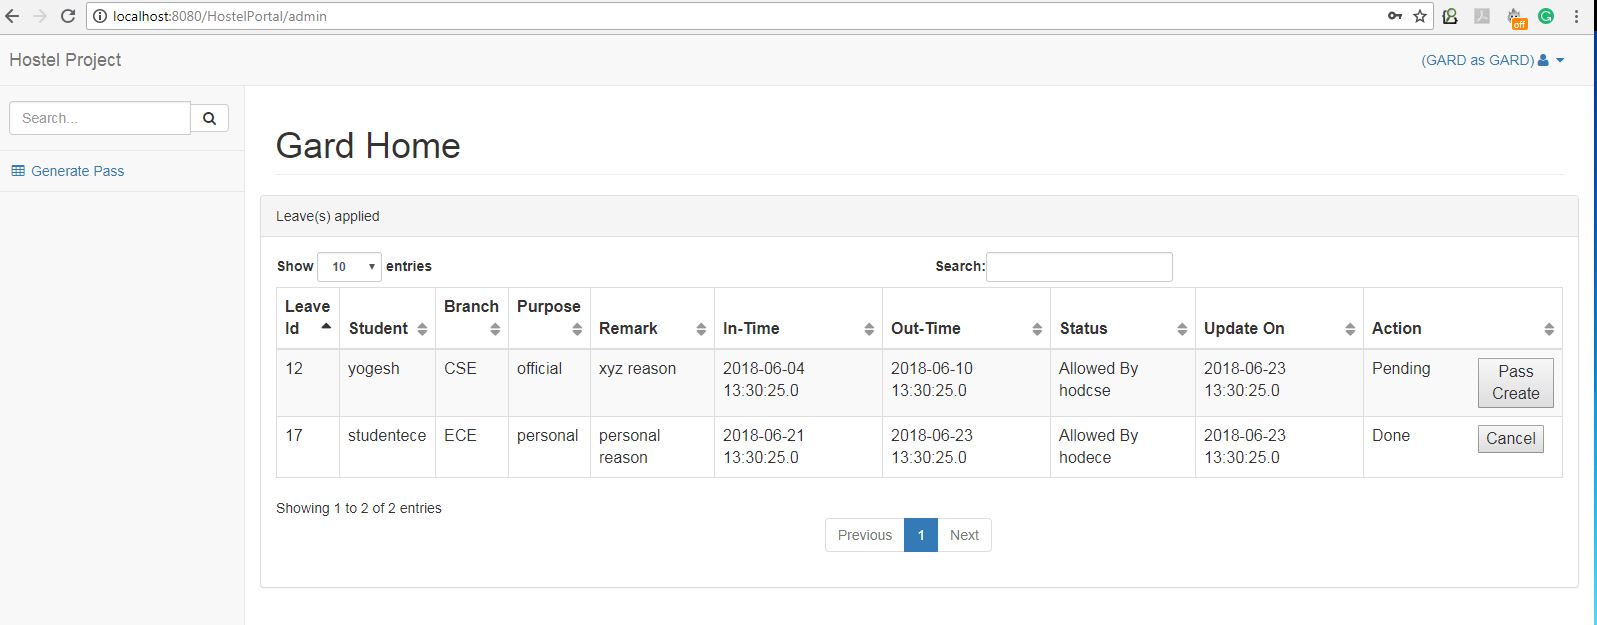 localhost:8080/HostelPortal/admin
off
Hostel Project
(GARD as GARD)
Search...
Generate Pass
Gard Home
Leave(s) applied
Show 10 entries
Search:
Leave Id Student Branch Purpose Remark In-Time Out-Time Status Update On Action
12 yogesh CSE official xyz reason 2018-06-04 13:30:25.0 2018-06-10 13:30:25.0 Allowed By hodcse 2018-06-23 13:30:25.0 Pending Pass Create
17 studentece ECE personal personal reason 2018-06-21 13:30:25.0 2018-06-23 13:30:25.0 Allowed By hodece 2018-06-23 13:30:25.0 Done Cancel
Showing 1 to 2 of 2 entries
Previous 1 Next